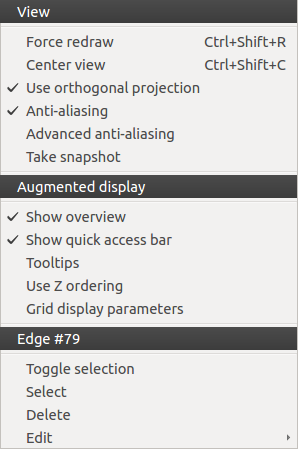 View
Force redraw Ctrl+Shift+R
Center view Ctrl+Shift+C
Use orthogonal projection
Anti-aliasing
Advanced anti-aliasing
Take snapshot
Augmented display
Show overview
Show quick access bar
Tooltips
Use Z ordering
Grid display parameters
Edge #79
Toggle selection
Select
Delete
Edit